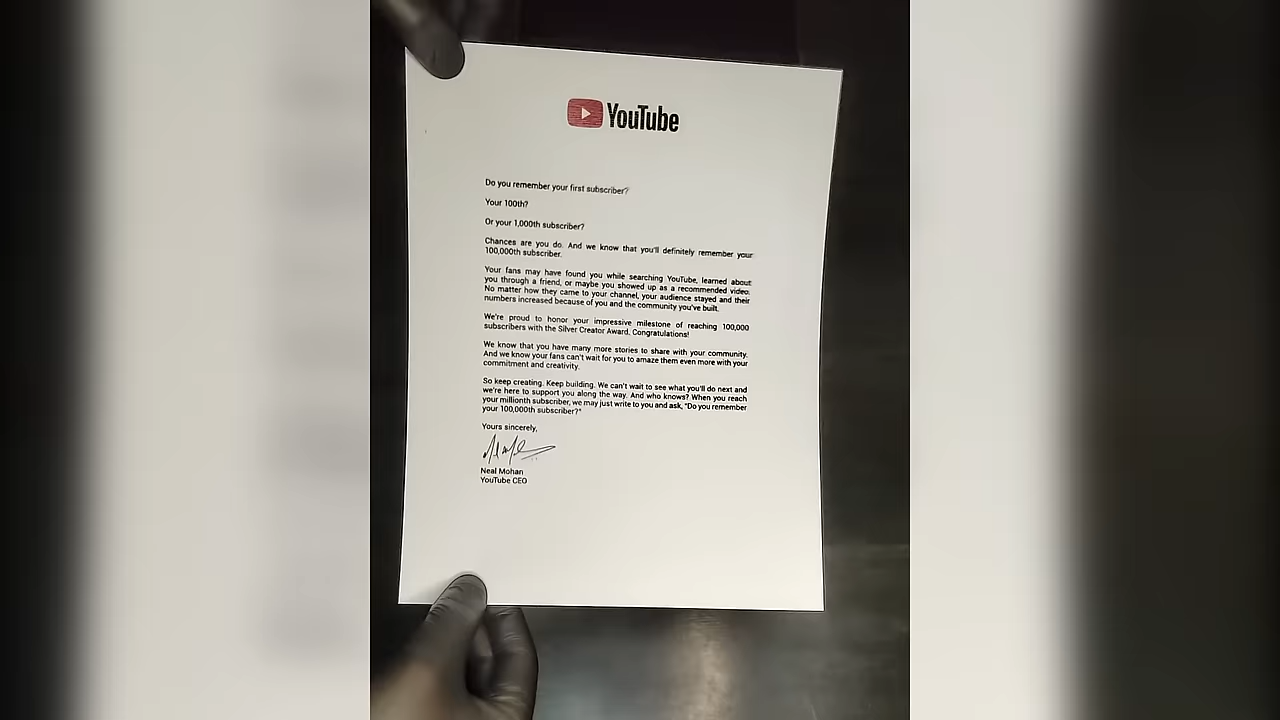 YouTube
Do you remember your first subscriber?
Your 100th?
Or your 1,000th subscriber?
Chances are you do. And we know that you'll definitely remember your
100,000th subscriber.
Your fans may have found you while searching YouTube, learned about
you through a friend, or maybe you showed up as a recommended video.
No matter how they came to your channel, your audience stayed and their
numbers increased because of you and the community you've built.
We're proud to honor your impressive milestone of reaching 100,000
subscribers with the Silver Creator Award. Congratulations!
We know that you have many more stories to share with your community.
And we know your fans can't wait for you to amaze them even more with your
commitment and creativity.
So keep creating. Keep building. We can't wait to see what you'll do next and
we're here to support you along the way. And who knows? When you reach
your millionth subscriber, we may just write to you and ask, "Do you remember
your 100,000th subscriber?"
Yours sincerely,
Neal Mohan
YouTube CEO